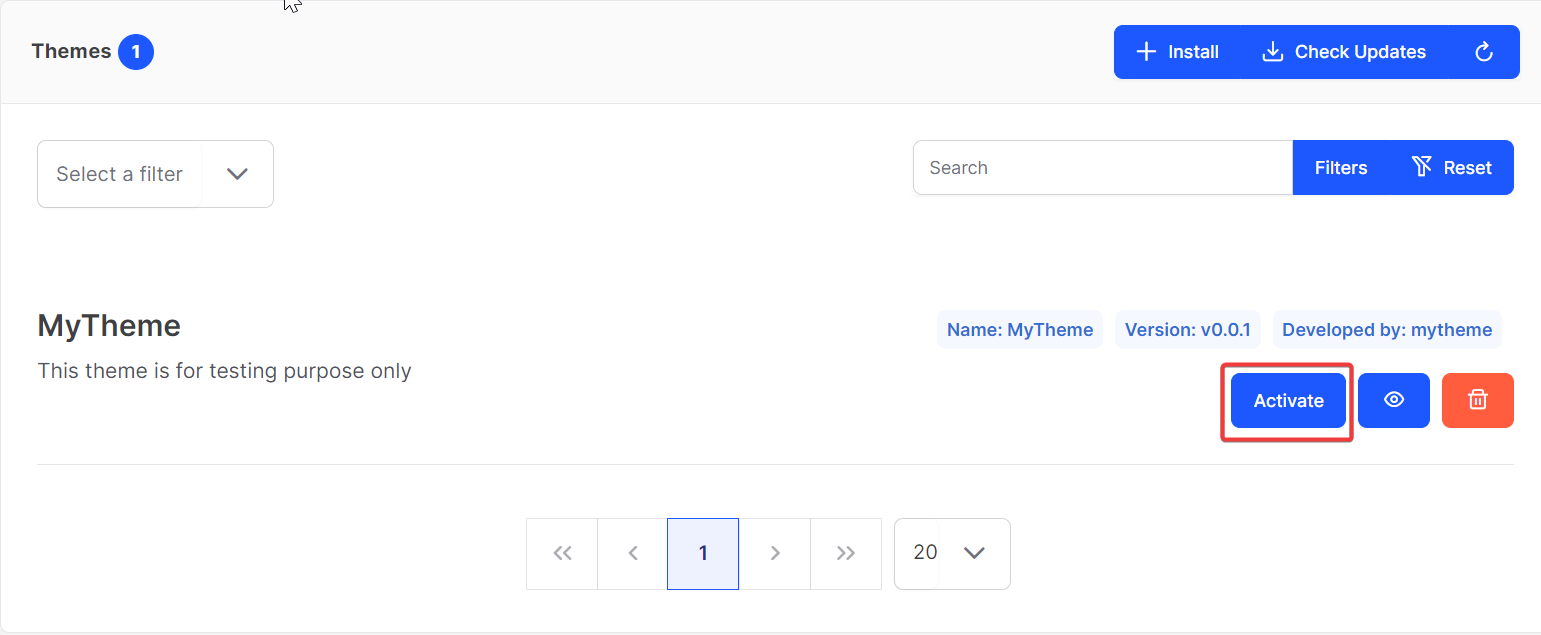 Themes 1
Install Check Updates
Select a filter
Search Filters Reset
MyTheme
Name: MyTheme Version: v0.0.1 Developed by: mytheme
This theme is for testing purpose only
Activate
1 20